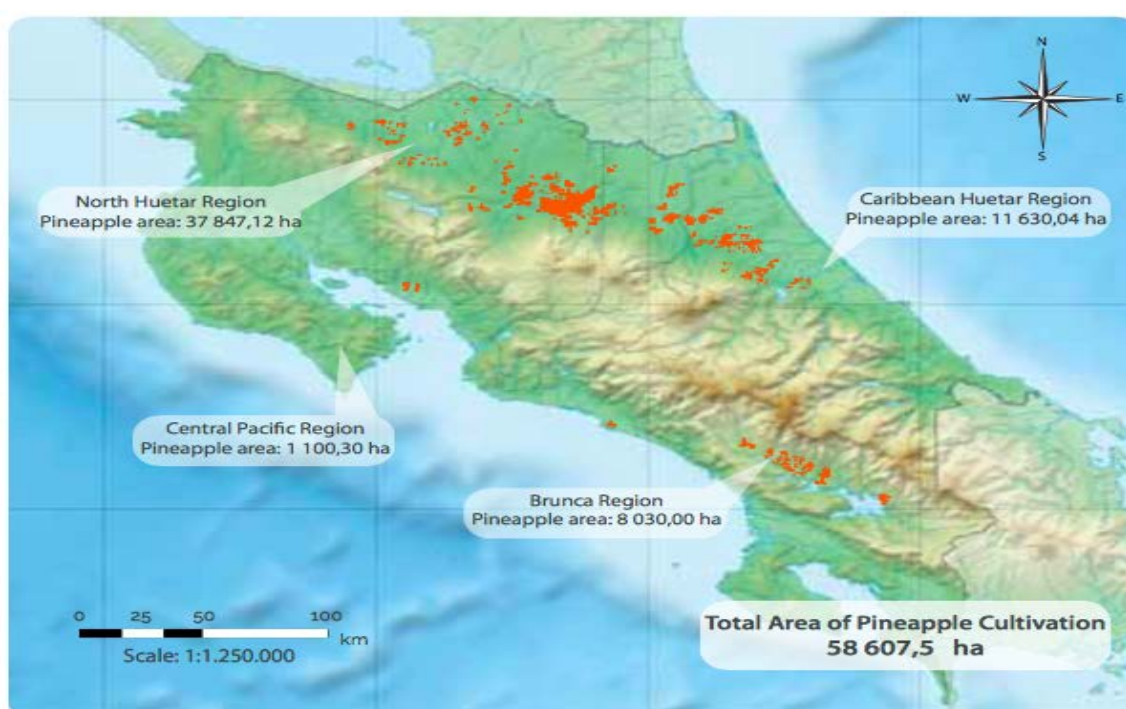 N
W
E
S
North Huetar Region
Pineapple area: 37 847,12 ha
Caribbean Huetar Region
Pineapple area: 11 630,04 ha
Central Pacific Region
Pineapple area: 1 100,30 ha
Brunca Region
Pineapple area: 8 030,00 ha
0 25 50 100
km
Scale: 1:1.250.000
Total Area of Pineapple Cultivation
58 607,5 ha